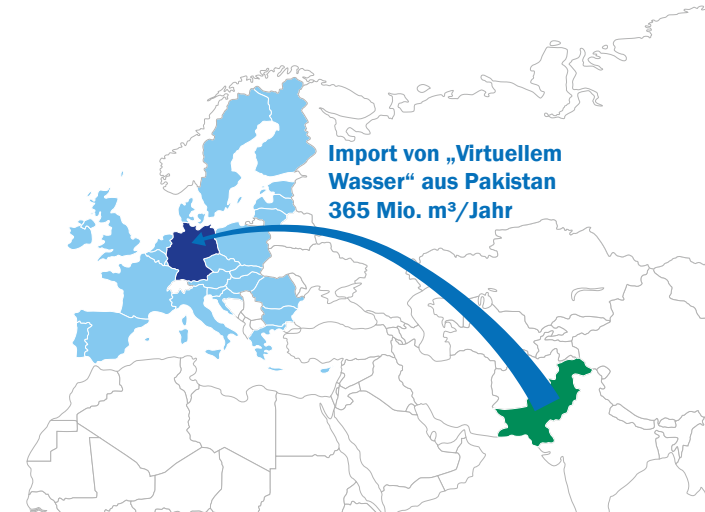 Import von „Virtuellem
Wasser“ aus Pakistan
365 Mio. m³/Jahr